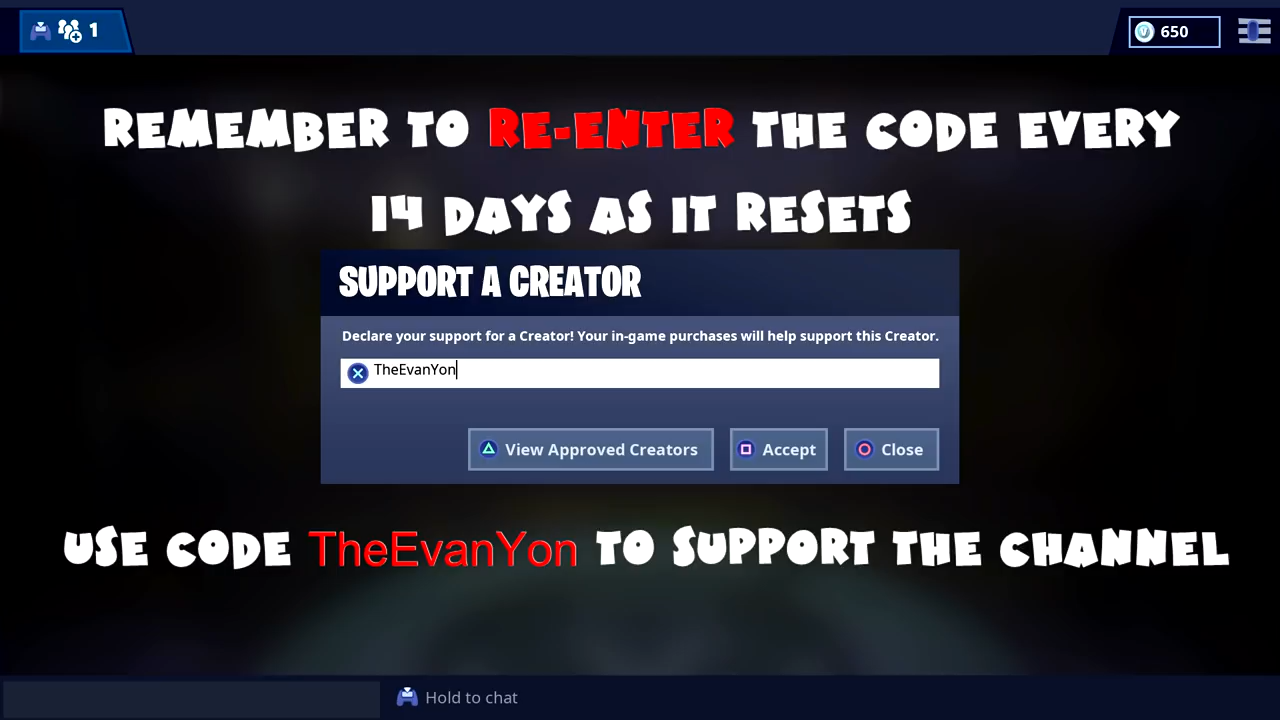 1
650
REMEMBER TO RE-ENTER THE CODE EVERY
14 DAYS AS IT RESETS
SUPPORT A CREATOR
Declare your support for a Creator! Your in-game purchases will help support this Creator.
TheEvanYon
View Approved Creators
Accept
Close
USE CODE TheEvanYon TO SUPPORT THE CHANNEL
Hold to chat